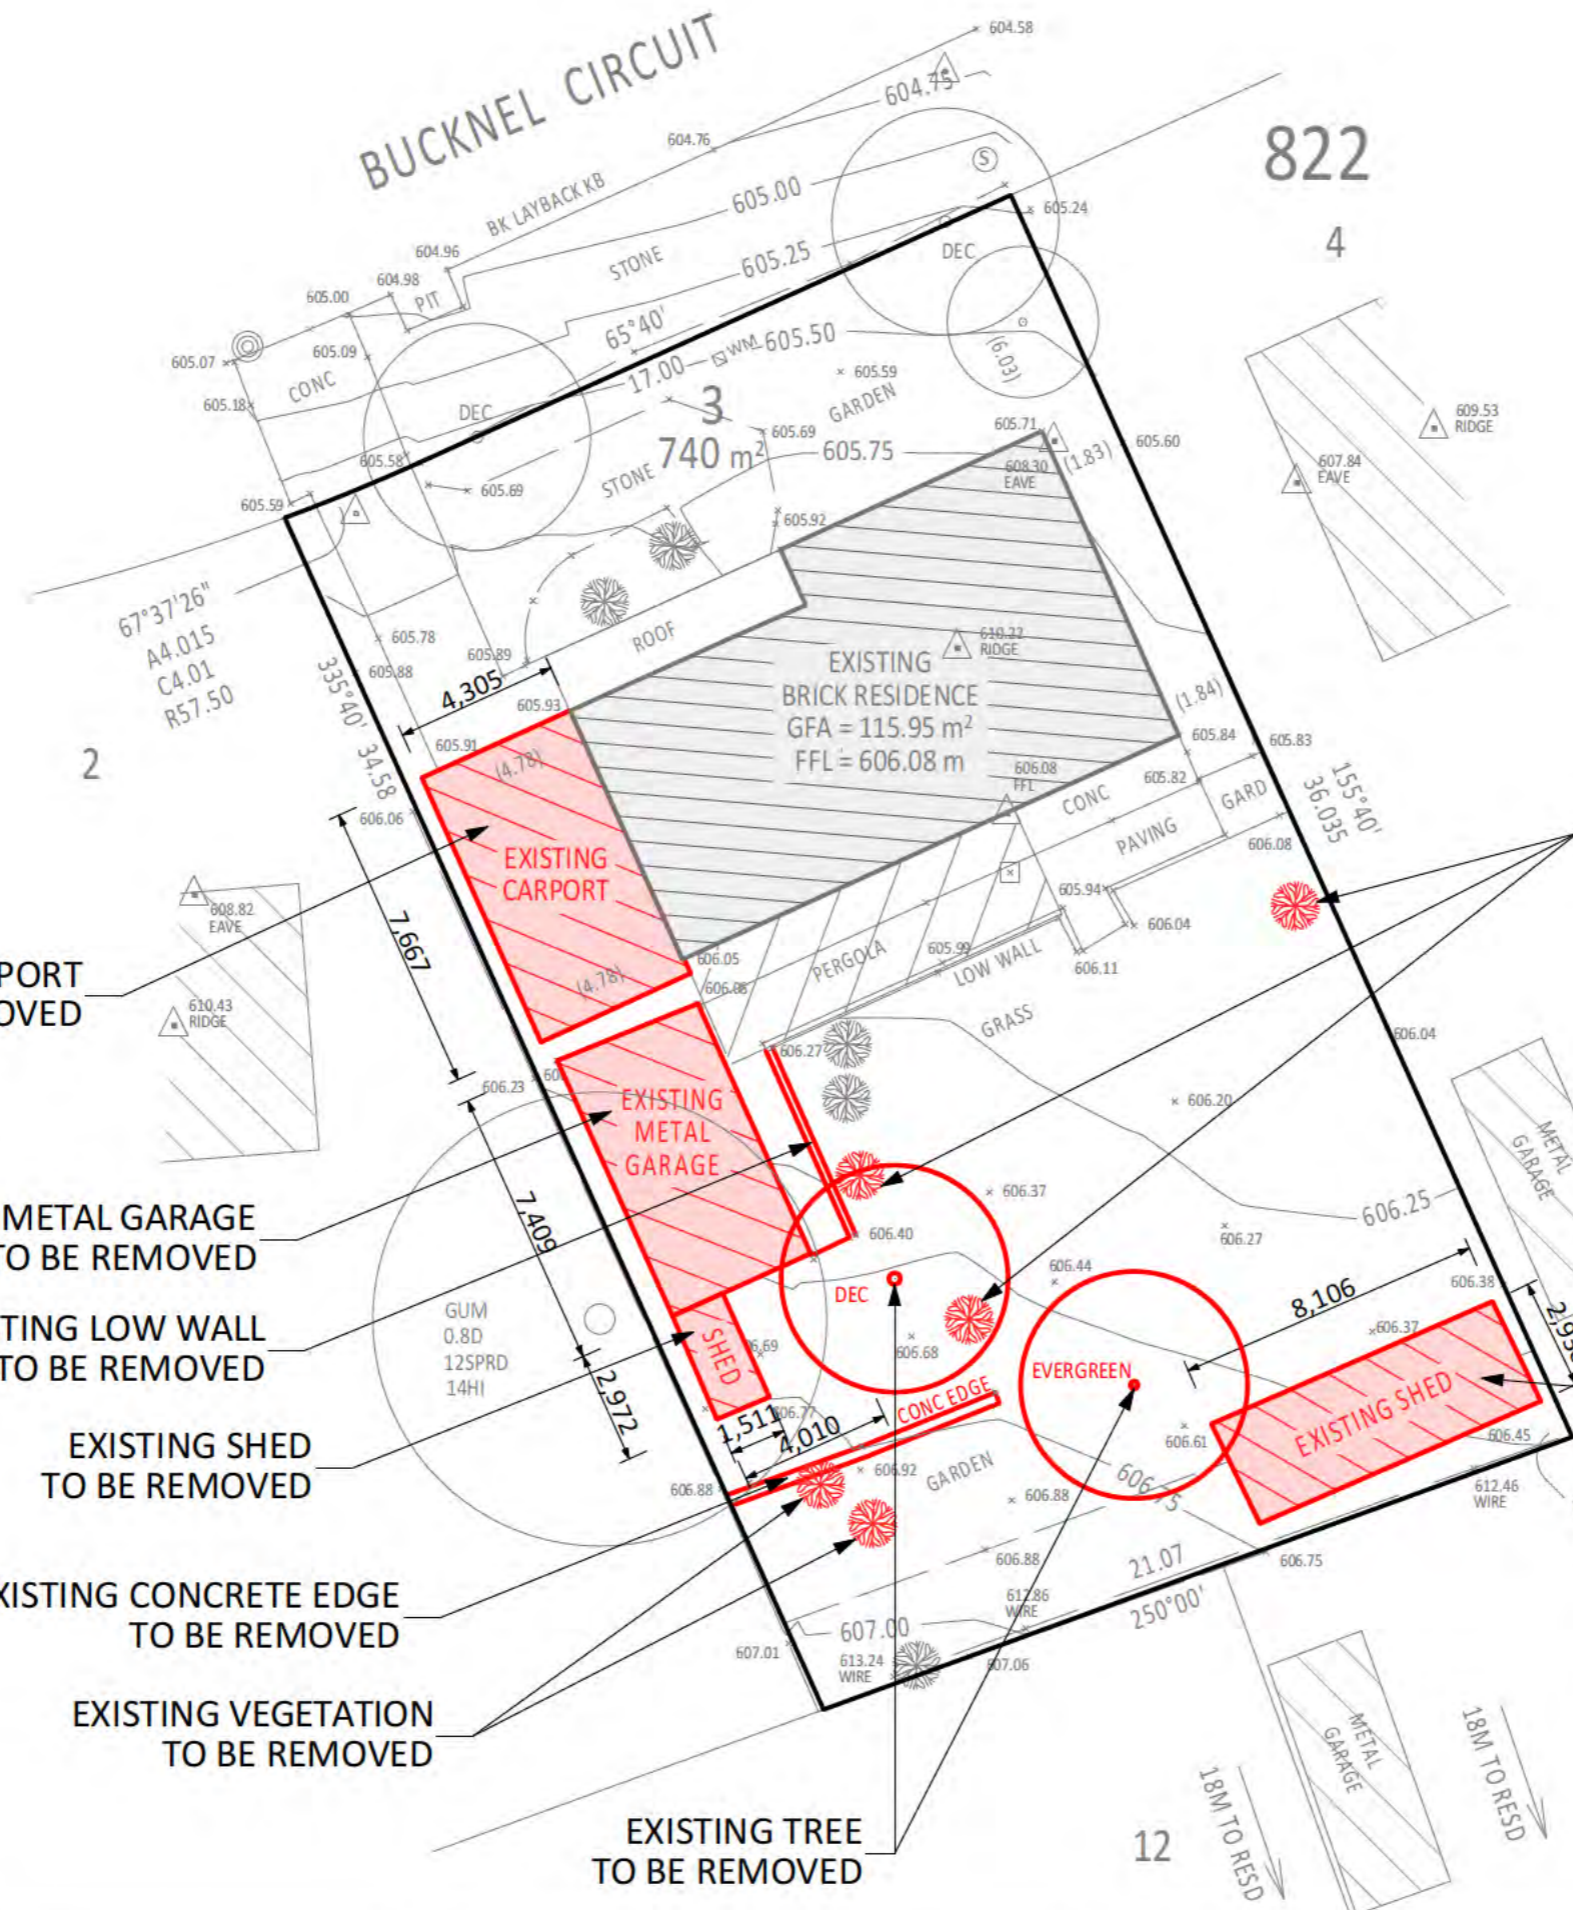 BUCKNEL CIRCUIT
604.58
604.75
604.76
822
4
S
BK LAYBACK KB
605.00
605.24
604.96
STONE
605.25
DEC
604.98
PIT
605.00
65°40'
605.07
605.09
17.00
WM
605.50
(6.03)
CONC
605.59
605.18
DEC
3
GARDEN
609.53
RIDGE
740 m²
605.69
605.71
605.60
605.58
STONE
605.75
608.30
EAVE
(1.83)
607.84
EAVE
605.59
605.69
605.92
67°37'26"
A4.015
C4.01
R57.50
605.78
ROOF
610.22
RIDGE
605.89
605.88
335°40'
34.58
4,305
EXISTING
BRICK RESIDENCE
GFA = 115.95 m²
FFL = 606.08 m
(1.84)
605.93
605.91
605.84
605.83
2
(4.78)
606.08
FFL
605.82
155°40'
36.035
606.06
CONC
GARD
PAVING
606.08
EXISTING
CARPORT
605.94
608.82
EAVE
7,667
606.04
606.05
PERGOLA
605.99
LOW WALL
606.11
PORT
OVED
(4.78)
606.06
610.43
RIDGE
GRASS
606.04
606.27
606.23
EXISTING
METAL
GARAGE
606.20
METAL
GARAGE
METAL GARAGE
TO BE REMOVED
7,409
606.37
606.25
606.40
606.27
606.44
606.38
DEC
8,106
TING LOW WALL
TO BE REMOVED
GUM
0.8D
12SPRD
14HI
SHED
606.68
606.37
EVERGREEN
2,972
CONC EDGE
EXISTING SHED
606.77
1,511
4,010
606.61
606.45
EXISTING SHED
TO BE REMOVED
606.92
GARDEN
606.75
606.88
606.88
612.46
WIRE
606.88
21.07
606.75
XISTING CONCRETE EDGE
TO BE REMOVED
612.86
WIRE
250°00'
607.00
607.01
613.24
WIRE
607.06
EXISTING VEGETATION
TO BE REMOVED
METAL
GARAGE
18M TO RESD
18M TO RESD
EXISTING TREE
TO BE REMOVED
12